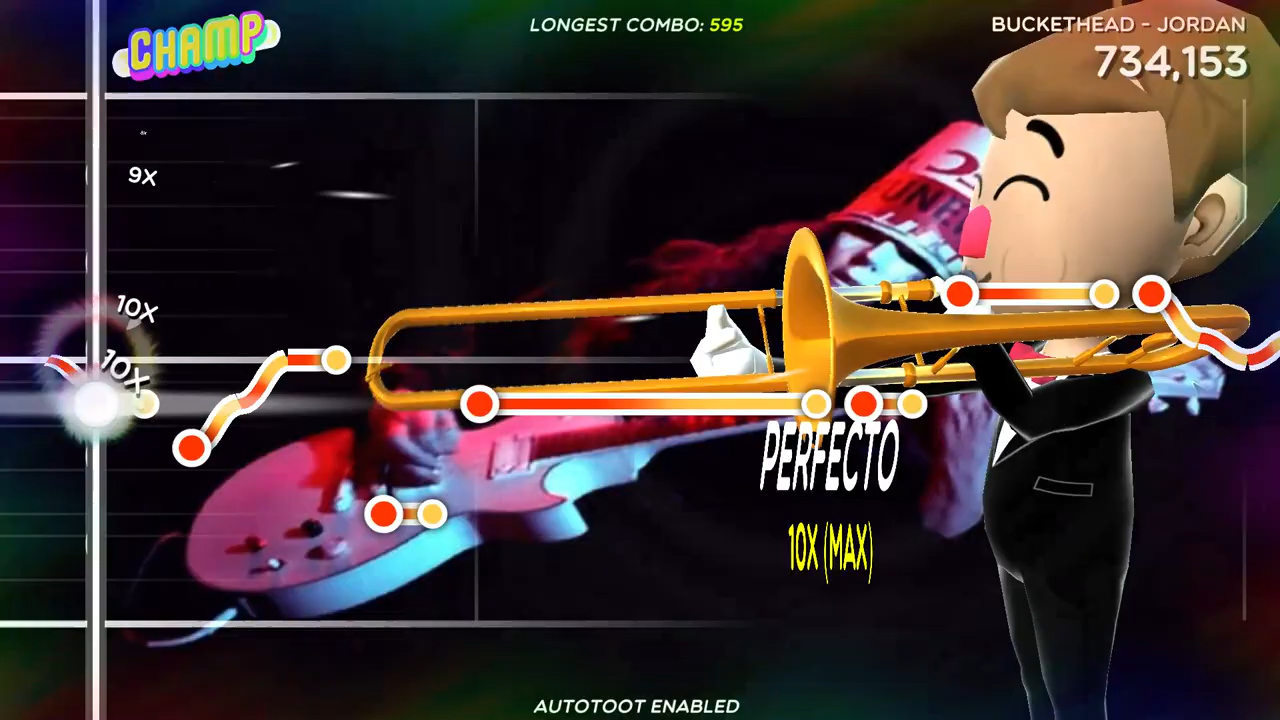 CHAMP
LONGEST COMBO: 595
BUCKETHEAD - JORDAN
734,153
9X
10X
10X
PERFECTO
10X (MAX)
AUTOTOOT ENABLED